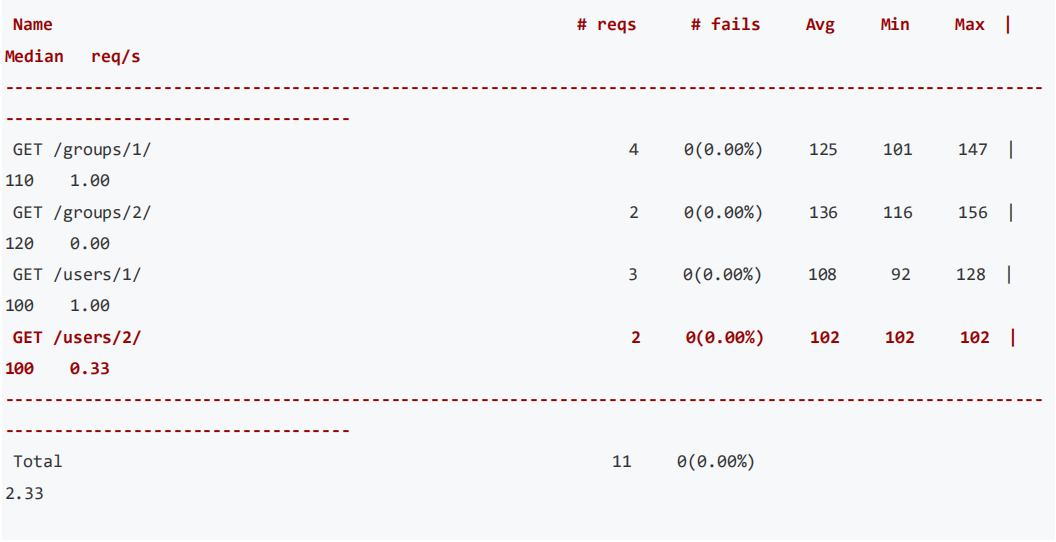 Name # reqs # fails Avg Min Max |
Median req/s
--------------------------------------------------------------------------------------------------------
-----------------------------------
GET /groups/1/ 4 0(0.00%) 125 101 147 |
110 1.00
GET /groups/2/ 2 0(0.00%) 136 116 156 |
120 0.00
GET /users/1/ 3 0(0.00%) 108 92 128 |
100 1.00
GET /users/2/ 2 0(0.00%) 102 102 102 |
100 0.33
--------------------------------------------------------------------------------------------------------
-----------------------------------
Total 11 0(0.00%)
2.33